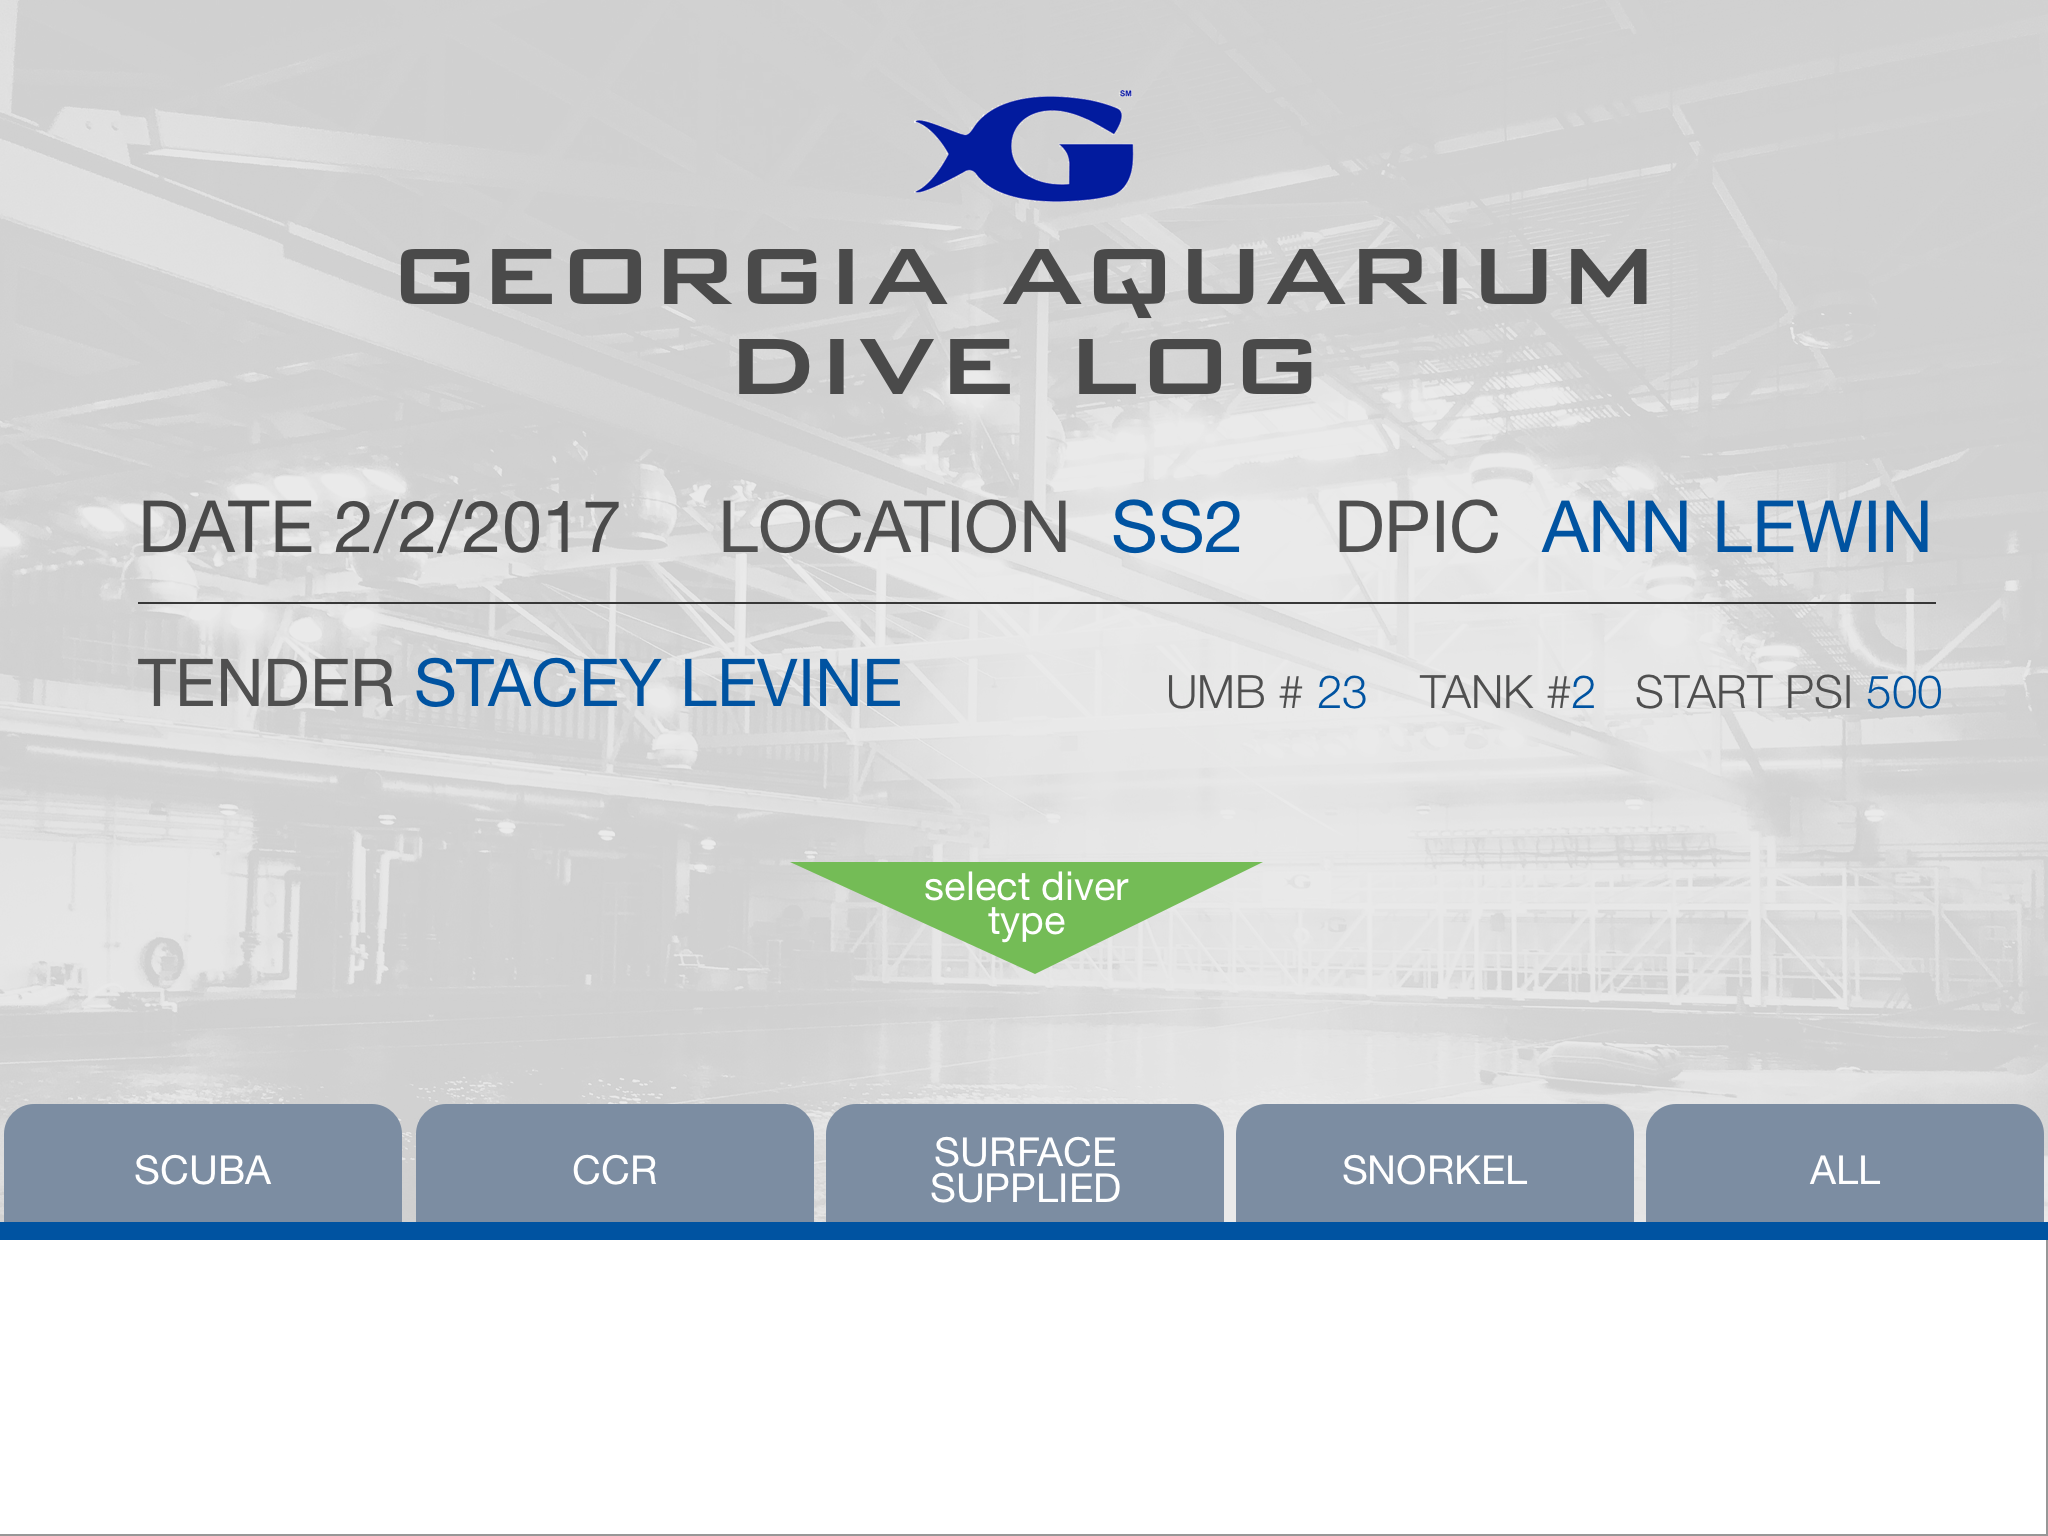 SM
G
GEORGIA AQUARIUM
DIVE LOG
DATE 2/2/2017 LOCATION SS2 DPIC ANN LEWIN
TENDER STACEY LEVINE UMB # 23 TANK #2 START PSI 500
select diver
type
SCUBA CCR SURFACE SUPPLIED SNORKEL ALL